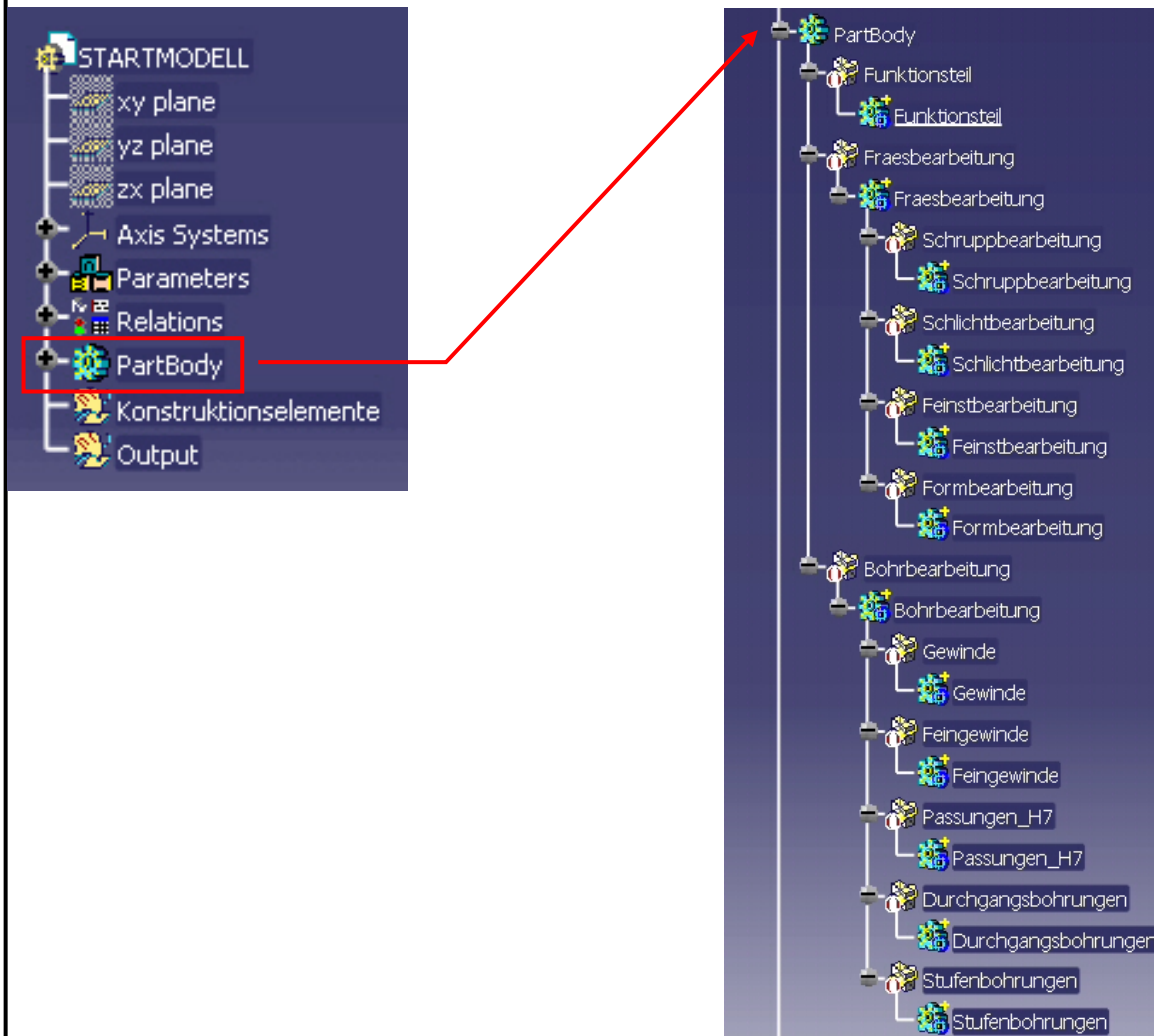 STARTMODELL
xy plane
yz plane
zx plane
Axis Systems
Parameters
Relations
PartBody
Konstruktionselemente
Output
PartBody
Funktionsteil
Funktionsteil
Fraesbearbeitung
Fraesbearbeitung
Schruppbearbeitung
Schruppbearbeitung
Schlichtbearbeitung
Schlichtbearbeitung
Feinstbearbeitung
Feinstbearbeitung
Formbearbeitung
Formbearbeitung
Bohrbearbeitung
Bohrbearbeitung
Gewinde
Gewinde
Feingewinde
Feingewinde
Passungen_H7
Passungen_H7
Durchgangsbohrungen
Durchgangsbohrungen
Stufenbohrungen
Stufenbohrungen